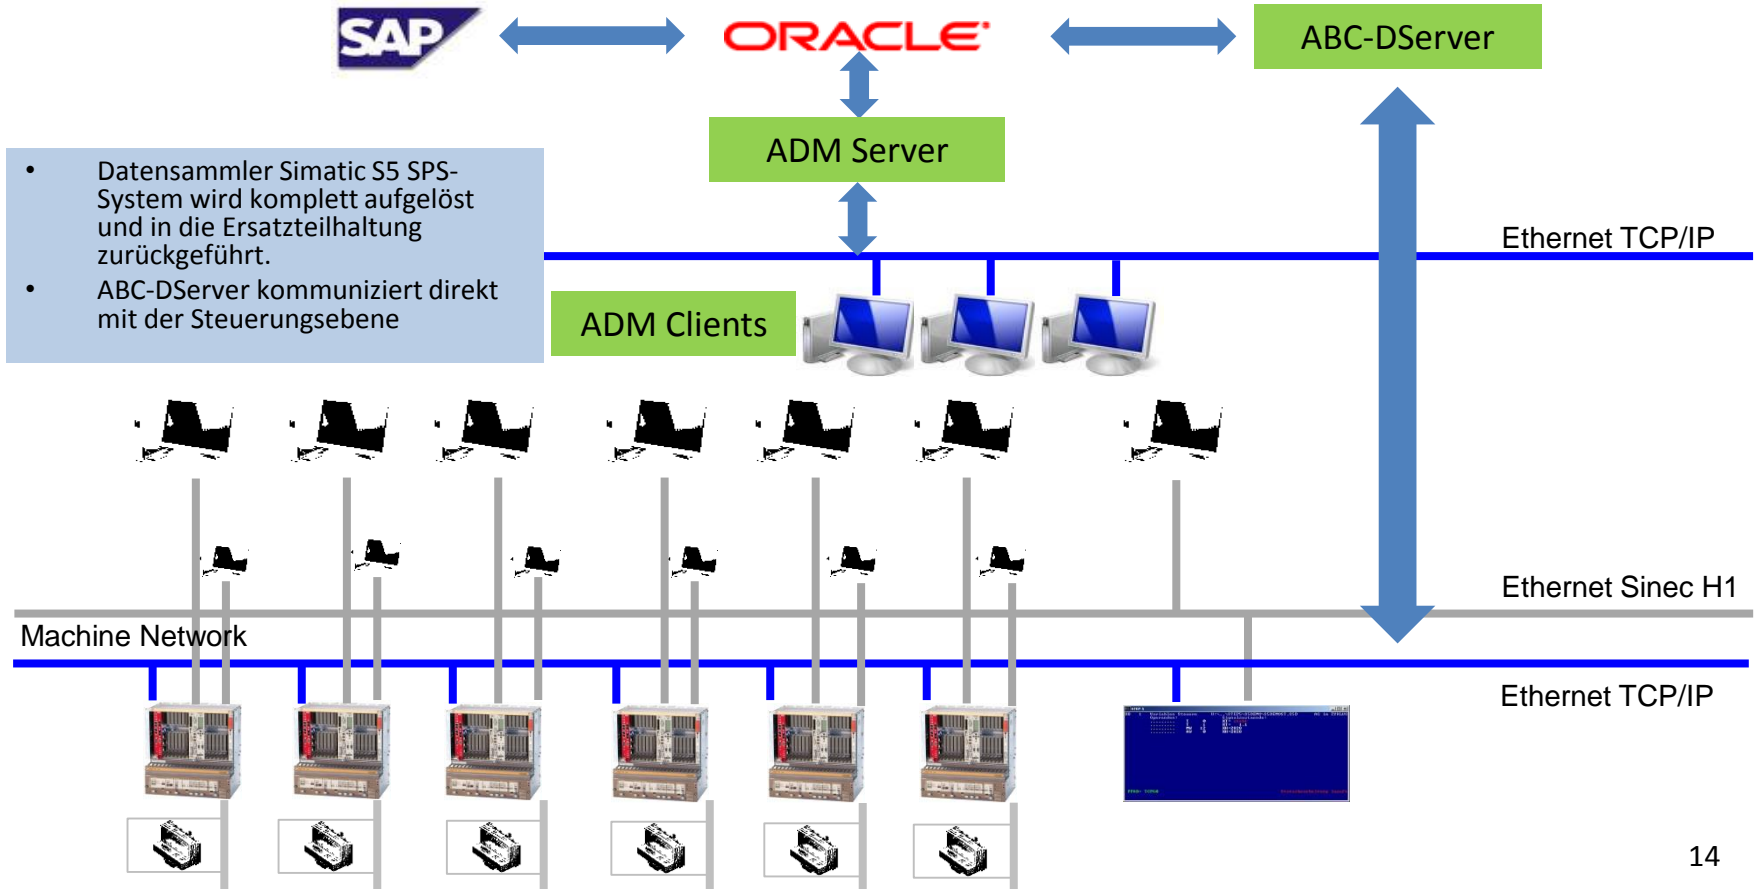 SAP
ORACLE
ABC-DServer
ADM Server
• Datensammler Simatic S5 SPS-
System wird komplett aufgelöst
und in die Ersatzteilhaltung
zurückgeführt.
• ABC-DServer kommuniziert direkt
mit der Steuerungsebene
Ethernet TCP/IP
ADM Clients
Ethernet Sinec H1
Machine Network
Ethernet TCP/IP
14